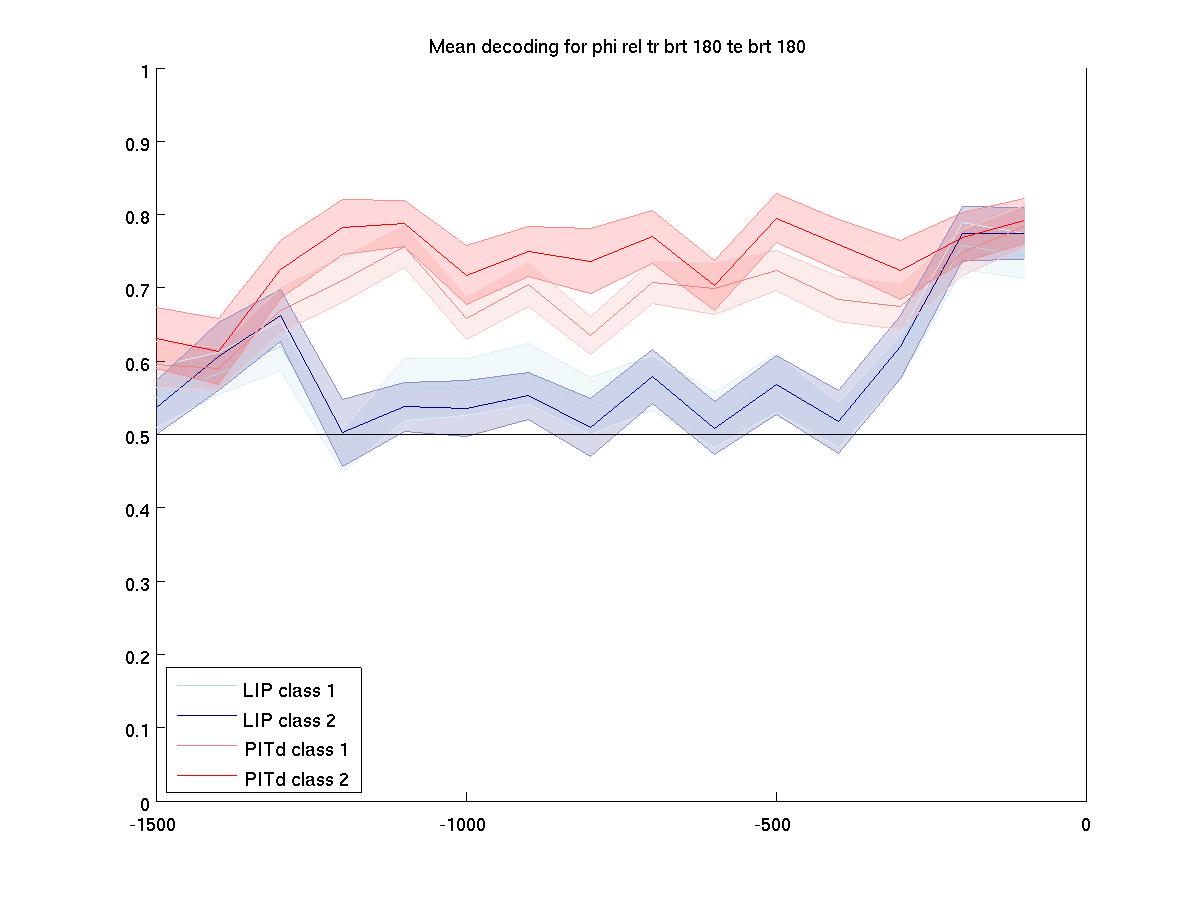 Mean decoding for phi rel tr brt 180 te brt 180
1
0.9
0.8
0.7
0.6
0.5
0.4
0.3
0.2
0.1
0
LIP class 1
LIP class 2
PITd class 1
PITd class 2
-1500 -1000 -500 0